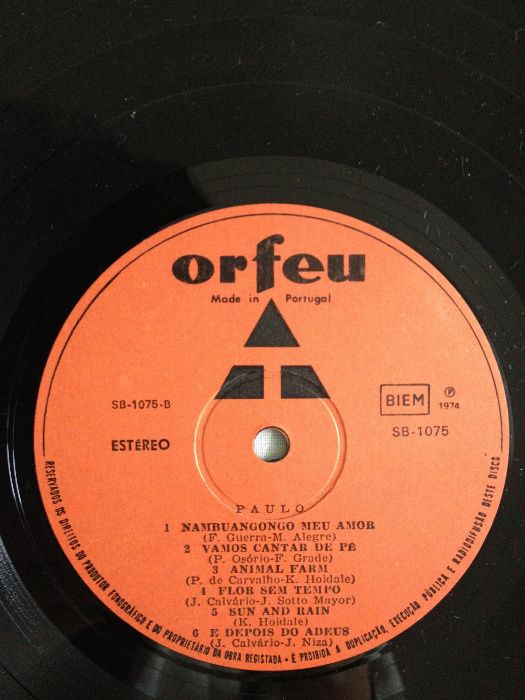 orfeu
Made in Portugal
SB-1075-B
ESTÉREO
BIEM
℗
1974
SB-1075
PAULO
1 NAMBUANGONGO MEU AMOR
(F. Guerra-M. Alegre)
2 VAMOS CANTAR DE PÉ
(P. Osório-F. Grade)
3 ANIMAL FARM
(P. de Carvalho-K. Hoidale)
4 FLOR SEM TEMPO
(J. Calvário-J. Sotto Mayor)
5 SUN AND RAIN
(K. Hoidale)
6 E DEPOIS DO ADEUS
(J. Calvário-J. Niza)
RESERVADOS OS DIREITOS DO PRODUTOR FONOGRÁFICO E DO PROPRIETÁRIO DA OBRA REGISTADA - É PROIBIDA A DUPLICAÇÃO, EXECUÇÃO PÚBLICA E RADIODIFUSÃO DESTE DISCO